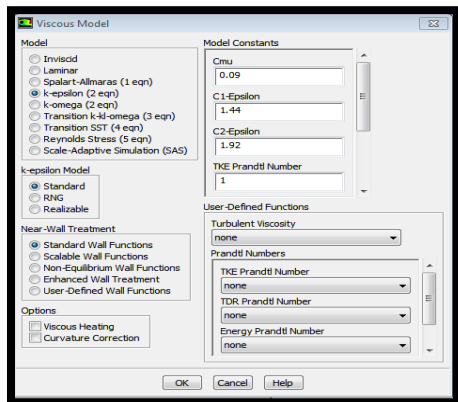 Viscous Model
Model
Inviscid
Laminar
Spalart-Allmaras (1 eqn)
k-epsilon (2 eqn)
k-omega (2 eqn)
Transition k-kl-omega (3 eqn)
Transition SST (4 eqn)
Reynolds Stress (5 eqn)
Scale-Adaptive Simulation (SAS)
k-epsilon Model
Standard
RNG
Realizable
Near-Wall Treatment
Standard Wall Functions
Scalable Wall Functions
Non-Equilibrium Wall Functions
Enhanced Wall Treatment
User-Defined Wall Functions
Options
Viscous Heating
Curvature Correction
Model Constants
Cmu
0.09
C1-Epsilon
1.44
C2-Epsilon
1.92
TKE Prandtl Number
1
User-Defined Functions
Turbulent Viscosity
none
Prandtl Numbers
TKE Prandtl Number
none
TDR Prandtl Number
none
Energy Prandtl Number
none
OK Cancel Help